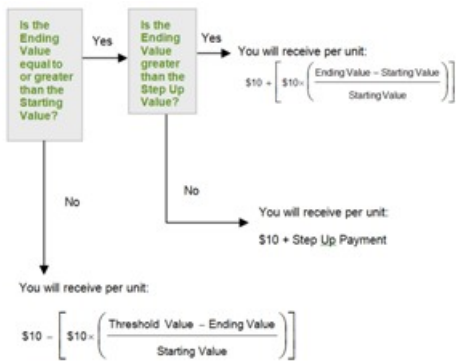 Is the
Ending
Value
equal to
or greater
than the
Starting
Value?
Yes
Is the
Ending
Value
greater
than the
Step Up
Value?
Yes
You will receive per unit:
$10 + [ $10× ( Ending Value – Starting Value
Starting Value ) ]
No
You will receive per unit:
$10 + Step Up Payment
No
You will receive per unit:
$10 – [ $10× ( Threshold Value – Ending Value
Starting Value ) ]